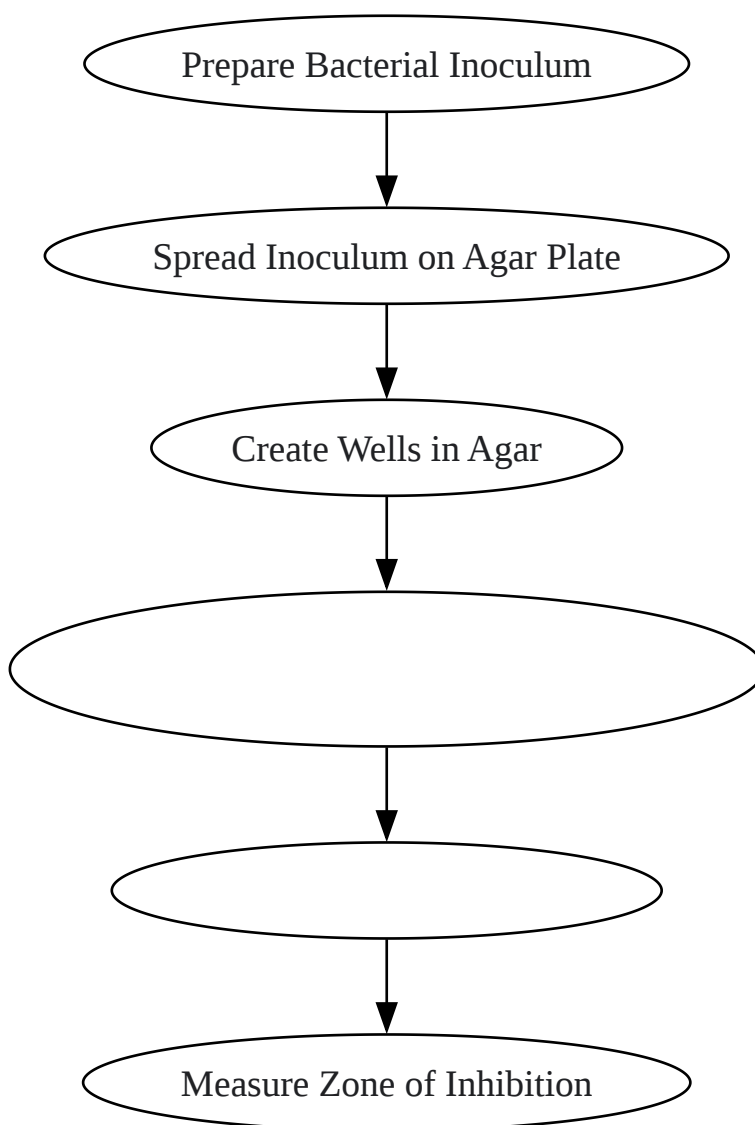 Prepare Bacterial Inoculum
Spread Inoculum on Agar Plate
Create Wells in Agar
Measure Zone of Inhibition